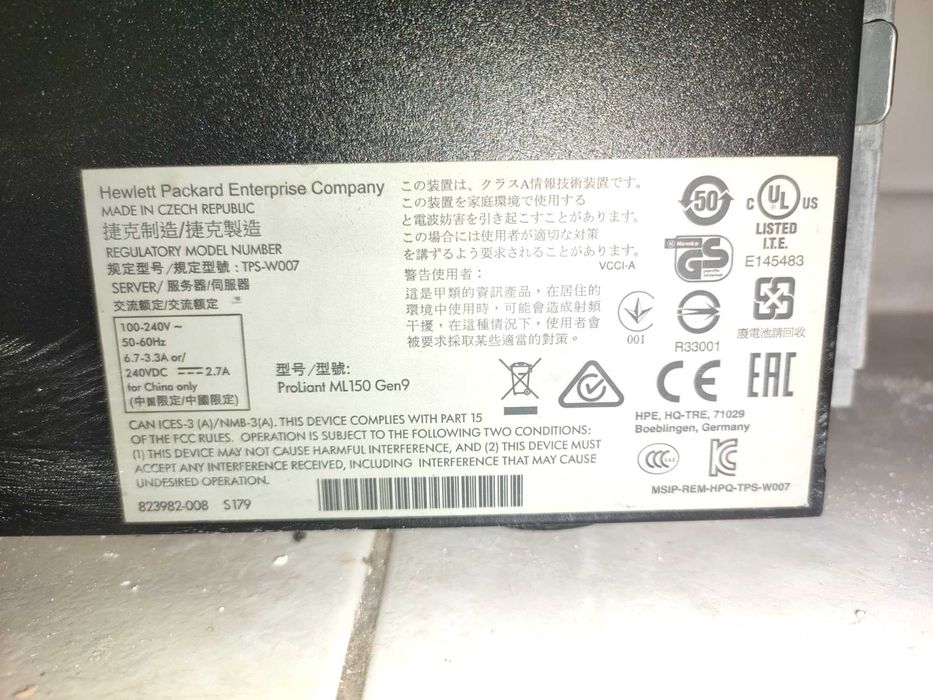 Hewlett Packard Enterprise Company
MADE IN CZECH REPUBLIC
捷克制造/捷克製造
REGULATORY MODEL NUMBER
规定型号/規定型號：TPS-W007
SERVER/ 服务器/伺服器
交流额定/交流額定
100-240V ~
50-60Hz
6.7-3.3A or/
240VDC ⎓ 2.7A
for China only
(中国限定/中國限定)
型号/型號:
ProLiant ML150 Gen9
この装置は、クラスA情報技術装置です。
この装置を家庭環境で使用する
と電波妨害を引き起こすことがあります。
この場合には使用者が適切な対策
を講ずるよう要求されることがあります。
VCCI-A
警告使用者：
這是甲類的資訊產品，在居住的
環境中使用時，可能會造成射頻
干擾，在這種情況下，使用者會
被要求採取某些適當的對策。
50
C UL US
LISTED
I.T.E.
E145483
Nemko
GS
001
R33001
廢電池請回收
CE
EAC
HPE, HQ-TRE, 71029
Boeblingen, Germany
CCC
KC
MSIP-REM-HPQ-TPS-W007
CAN ICES-3 (A)/NMB-3(A). THIS DEVICE COMPLIES WITH PART 15
OF THE FCC RULES. OPERATION IS SUBJECT TO THE FOLLOWING TWO CONDITIONS:
(1) THIS DEVICE MAY NOT CAUSE HARMFUL INTERFERENCE, AND (2) THIS DEVICE MUST
ACCEPT ANY INTERFERENCE RECEIVED, INCLUDING INTERFERENCE THAT MAY CAUSE
UNDESIRED OPERATION.
823982-008 S179